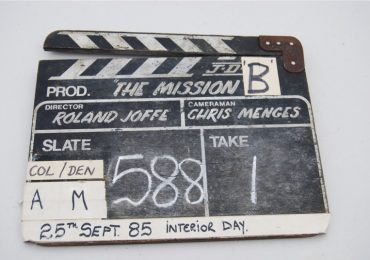 J-D
PROD. "THE MISSION B
DIRECTOR CAMERAMAN
ROLAND JOFFE CHRIS MENGES
SLATE TAKE
COL/DEN 588 1
A M
25TH SEPT. 85 INTERIOR DAY.